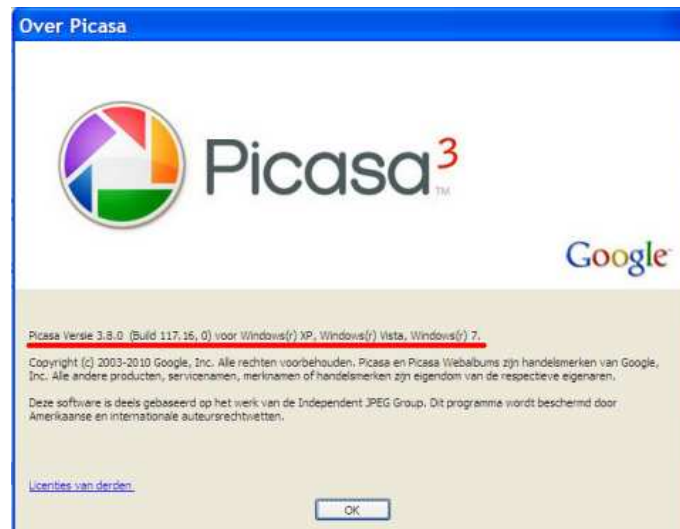 Over Picasa
Picasa 3
TM
Google
Picasa Versie 3.8.0 (Build 117.16, 0) voor Windows(r) XP, Windows(r) Vista, Windows(r) 7.
Copyright (c) 2003-2010 Google, Inc. Alle rechten voorbehouden. Picasa en Picasa Webalbums zijn handelsmerken van Google,
Inc. Alle andere producten, servicenamen, merknamen of handelsmerken zijn eigendom van de respectieve eigenaren.
Deze software is deels gebaseerd op het werk van de Independent JPEG Group. Dit programma wordt beschermd door
Amerikaanse en internationale auteursrechtwetten.
Licenties van derden
OK